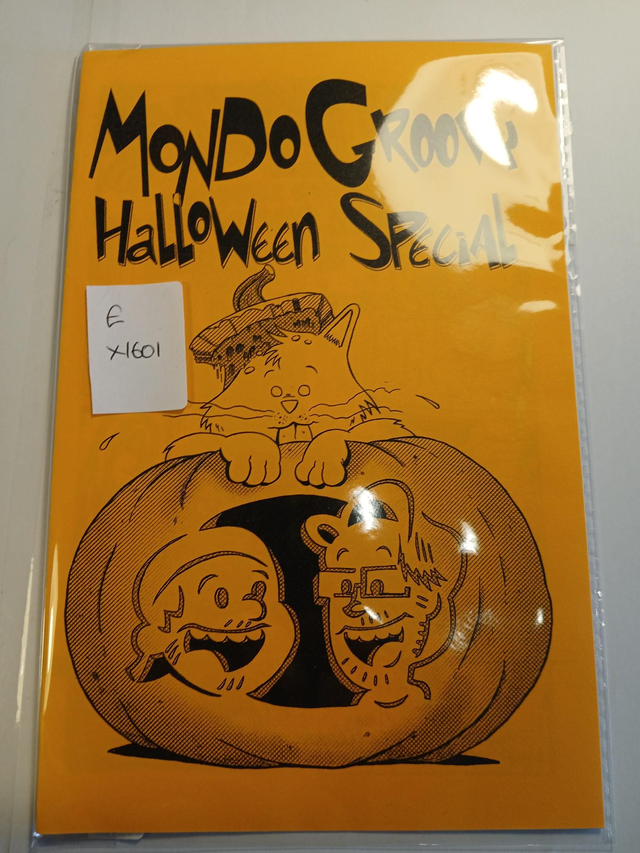 MONDO GROOVY
HaLLoWeen SPECiAL
E
X1601